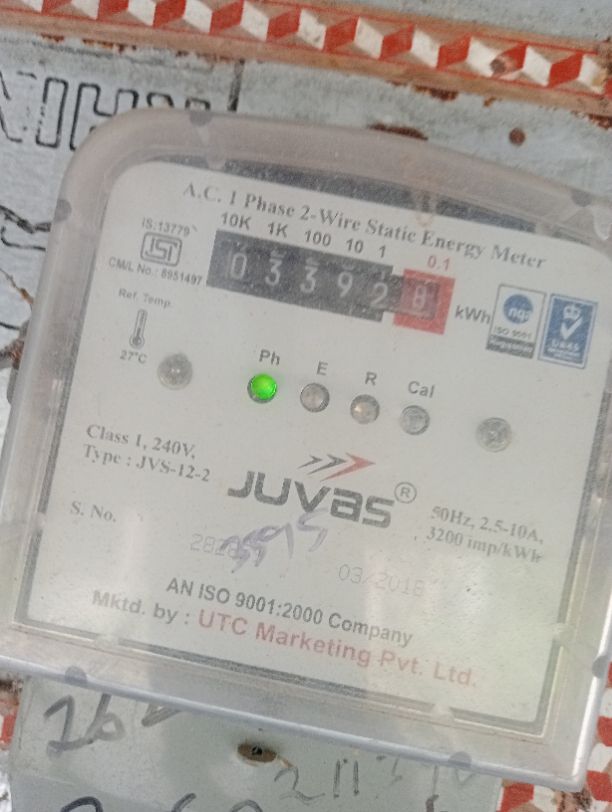 A.C. 1 Phase 2-Wire Static Energy Meter
IS:13779
10K 1K 100 10 1 0.1
0 3 3 9 2 8 kWh
CM/L No.: 8951497
ISO 9001
Ref. Temp.
27°C
Ph E R Cal
Class 1, 240V,
Type : JVS-12-2
JUVAS®
50Hz, 2.5-10A,
3200 imp/kWh
S. No.
03/2018
AN ISO 9001:2000 Company
Mktd. by : UTC Marketing Pvt. Ltd.